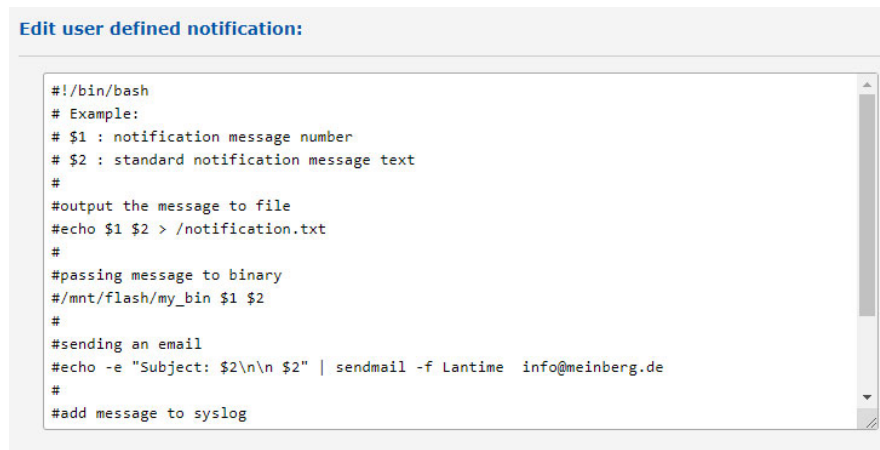 Edit user defined notification:
#!/bin/bash
# Example:
# $1 : notification message number
# $2 : standard notification message text
#
#output the message to file
#echo $1 $2 > /notification.txt
#
#passing message to binary
#/mnt/flash/my_bin $1 $2
#
#sending an email
#echo -e "Subject: $2\n\n $2" | sendmail -f Lantime  info@meinberg.de
#
#add message to syslog